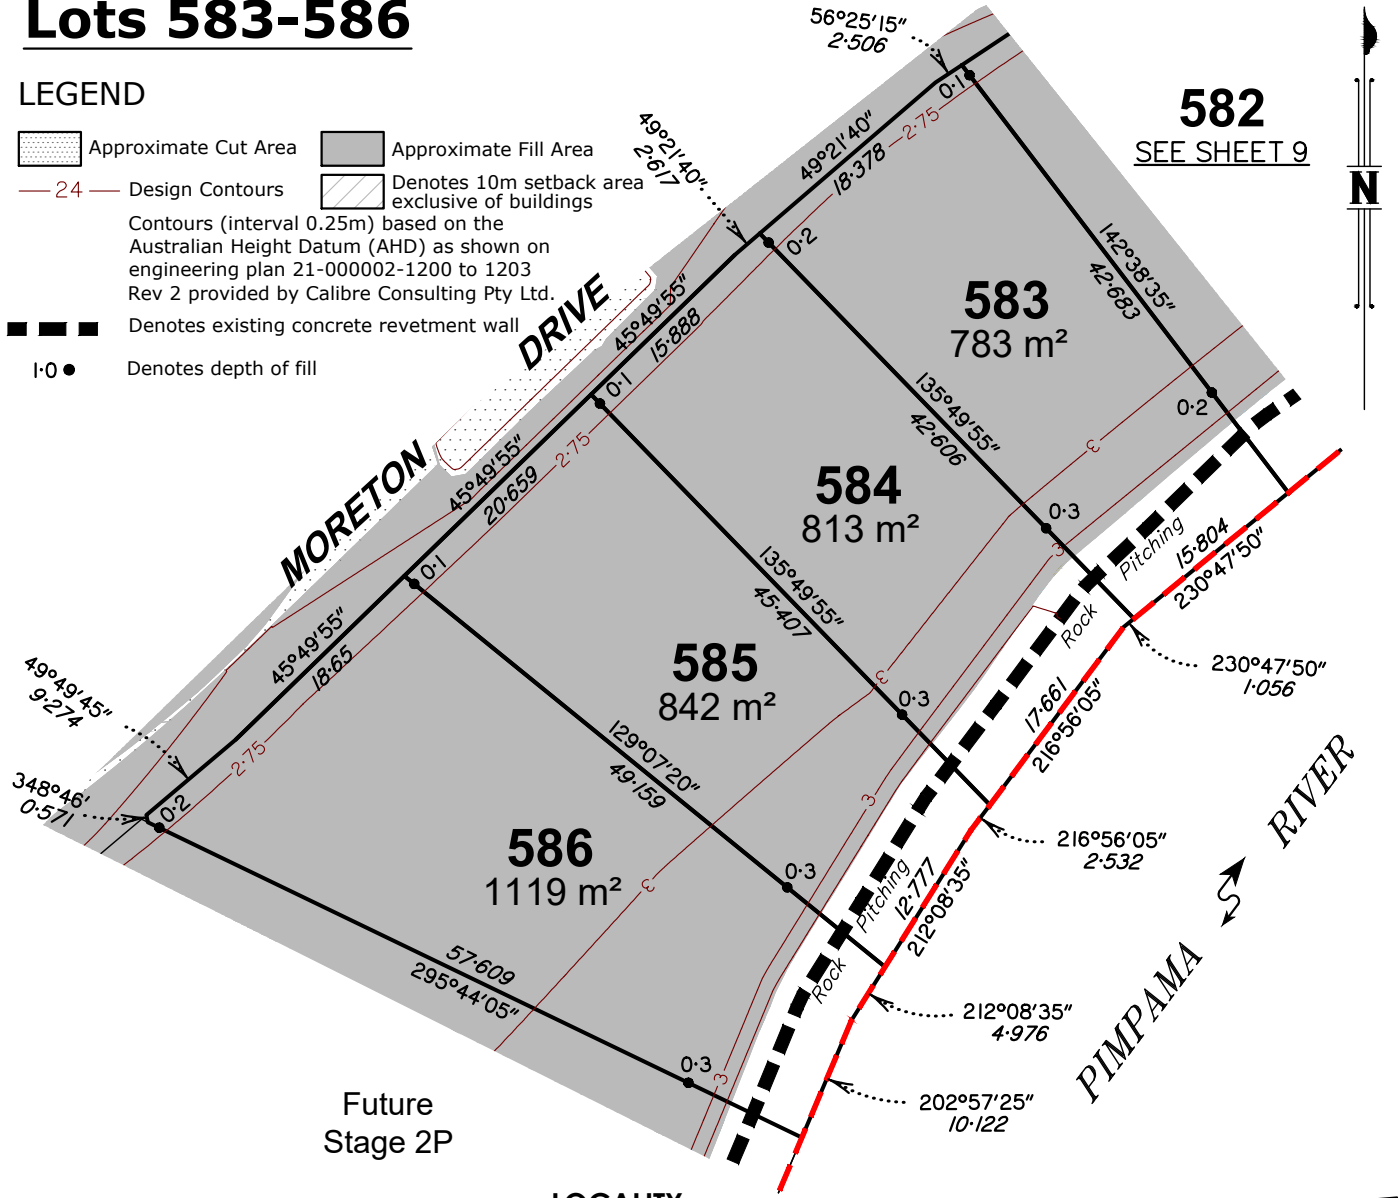 Lots 583-586
LEGEND
Approximate Cut Area
Approximate Fill Area
24
Design Contours
Denotes 10m setback area
exclusive of buildings
Contours (interval 0.25m) based on the
Australian Height Datum (AHD) as shown on
engineering plan 21-000002-1200 to 1203
Rev 2 provided by Calibre Consulting Pty Ltd.
Denotes existing concrete revetment wall
1·0
Denotes depth of fill
56°25'15"
2·506
49°21'40"
2·617
49°21'40"
18·378
0·1
2·75
582
SEE SHEET 9
N
142°38'35"
42·683
0·2
583
783 m²
0·2
135°49'55"
42·606
0·3
3
3
45°49'55"
15·888
0·1
MORETON DRIVE
584
813 m²
135°49'55"
45·407
0·3
3
45°49'55"
20·659
2·75
0·1
585
842 m²
129°07'20"
49·159
0·3
3
45°49'55"
18·65
2·75
49°49'45"
9·274
348°46'
0·571
0·2
586
1119 m²
3
57·609
295°44'05"
0·3
3
Rock Pitching
15·804
230°47'50"
230°47'50"
1·056
17·661
216°56'05"
216°56'05"
2·532
Rock Pitching
12·777
212°08'35"
212°08'35"
4·976
202°57'25"
10·122
PIMPAMA RIVER
Future
Stage 2P
LOCALITY